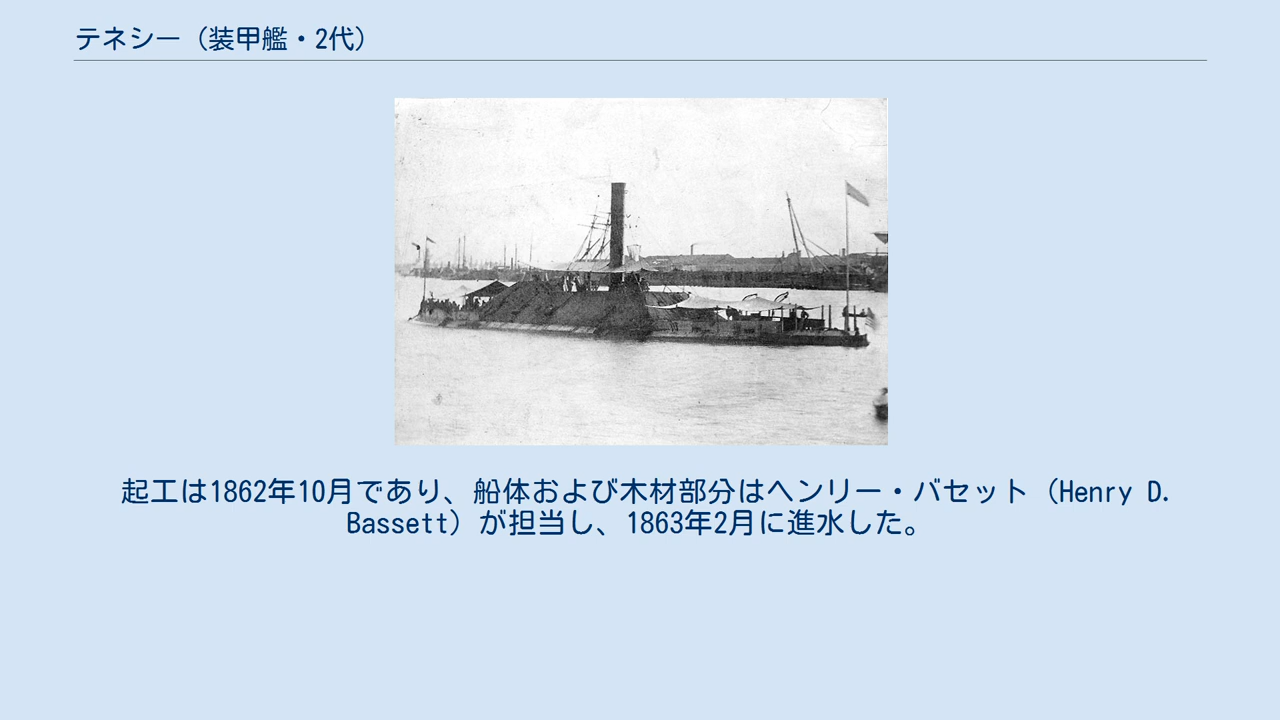 テネシー（装甲艦・2代）
起工は1862年10月であり、船体および木材部分はヘンリー・バセット（Henry D.
Bassett）が担当し、1863年2月に進水した。